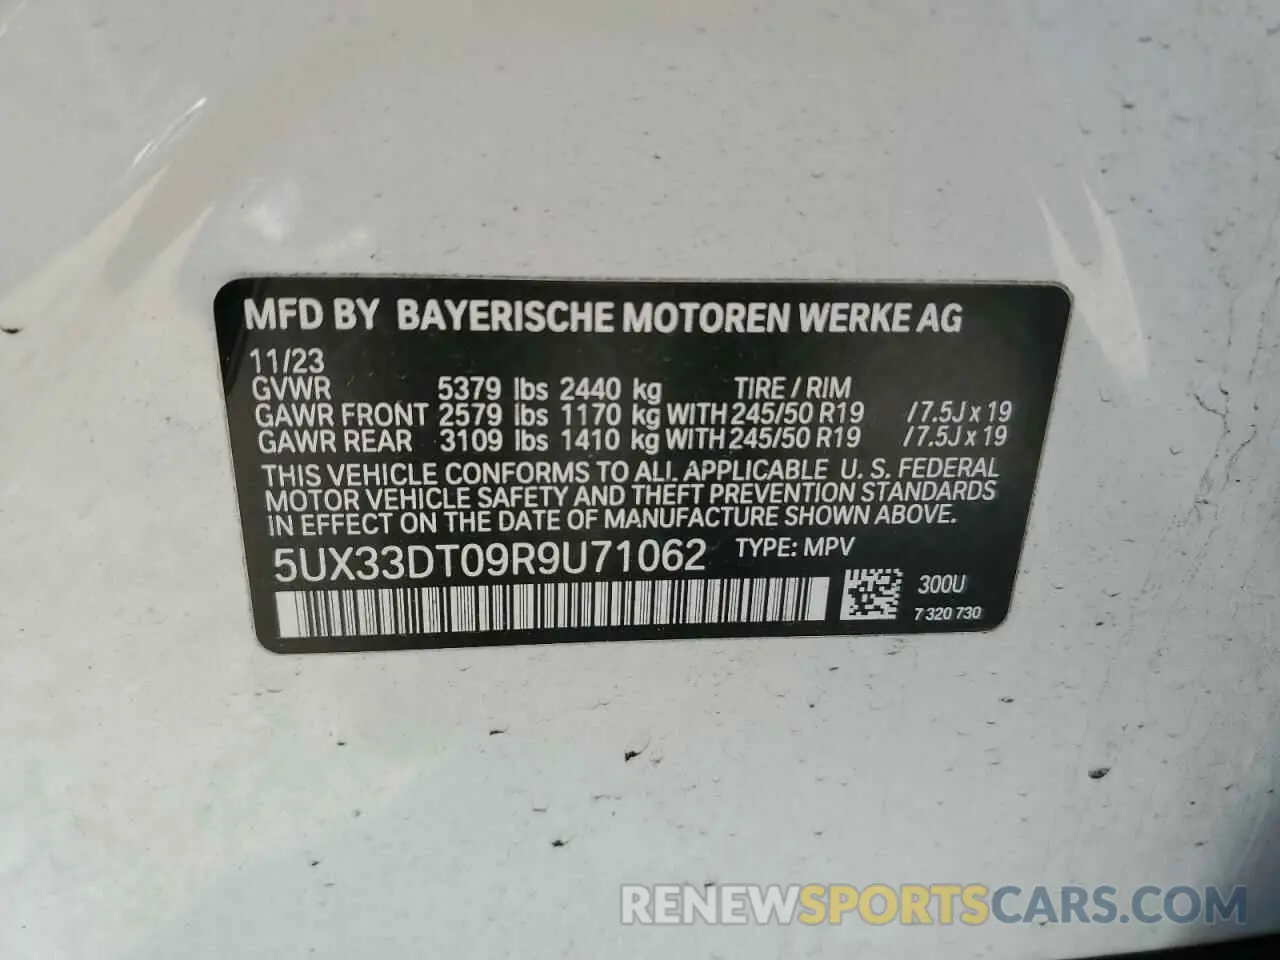 MFD BY BAYERISCHE MOTOREN WERKE AG
11/23
GVWR 5379 lbs 2440 kg TIRE / RIM
GAWR FRONT 2579 lbs 1170 kg WITH 245/50 R19 / 7.5J x 19
GAWR REAR 3109 lbs 1410 kg WITH 245/50 R19 / 7.5J x 19
THIS VEHICLE CONFORMS TO ALL APPLICABLE U. S. FEDERAL
MOTOR VEHICLE SAFETY AND THEFT PREVENTION STANDARDS
IN EFFECT ON THE DATE OF MANUFACTURE SHOWN ABOVE.
5UX33DT09R9U71062 TYPE: MPV
300U
7 320 730
RENEWSPORTSCARS.COM